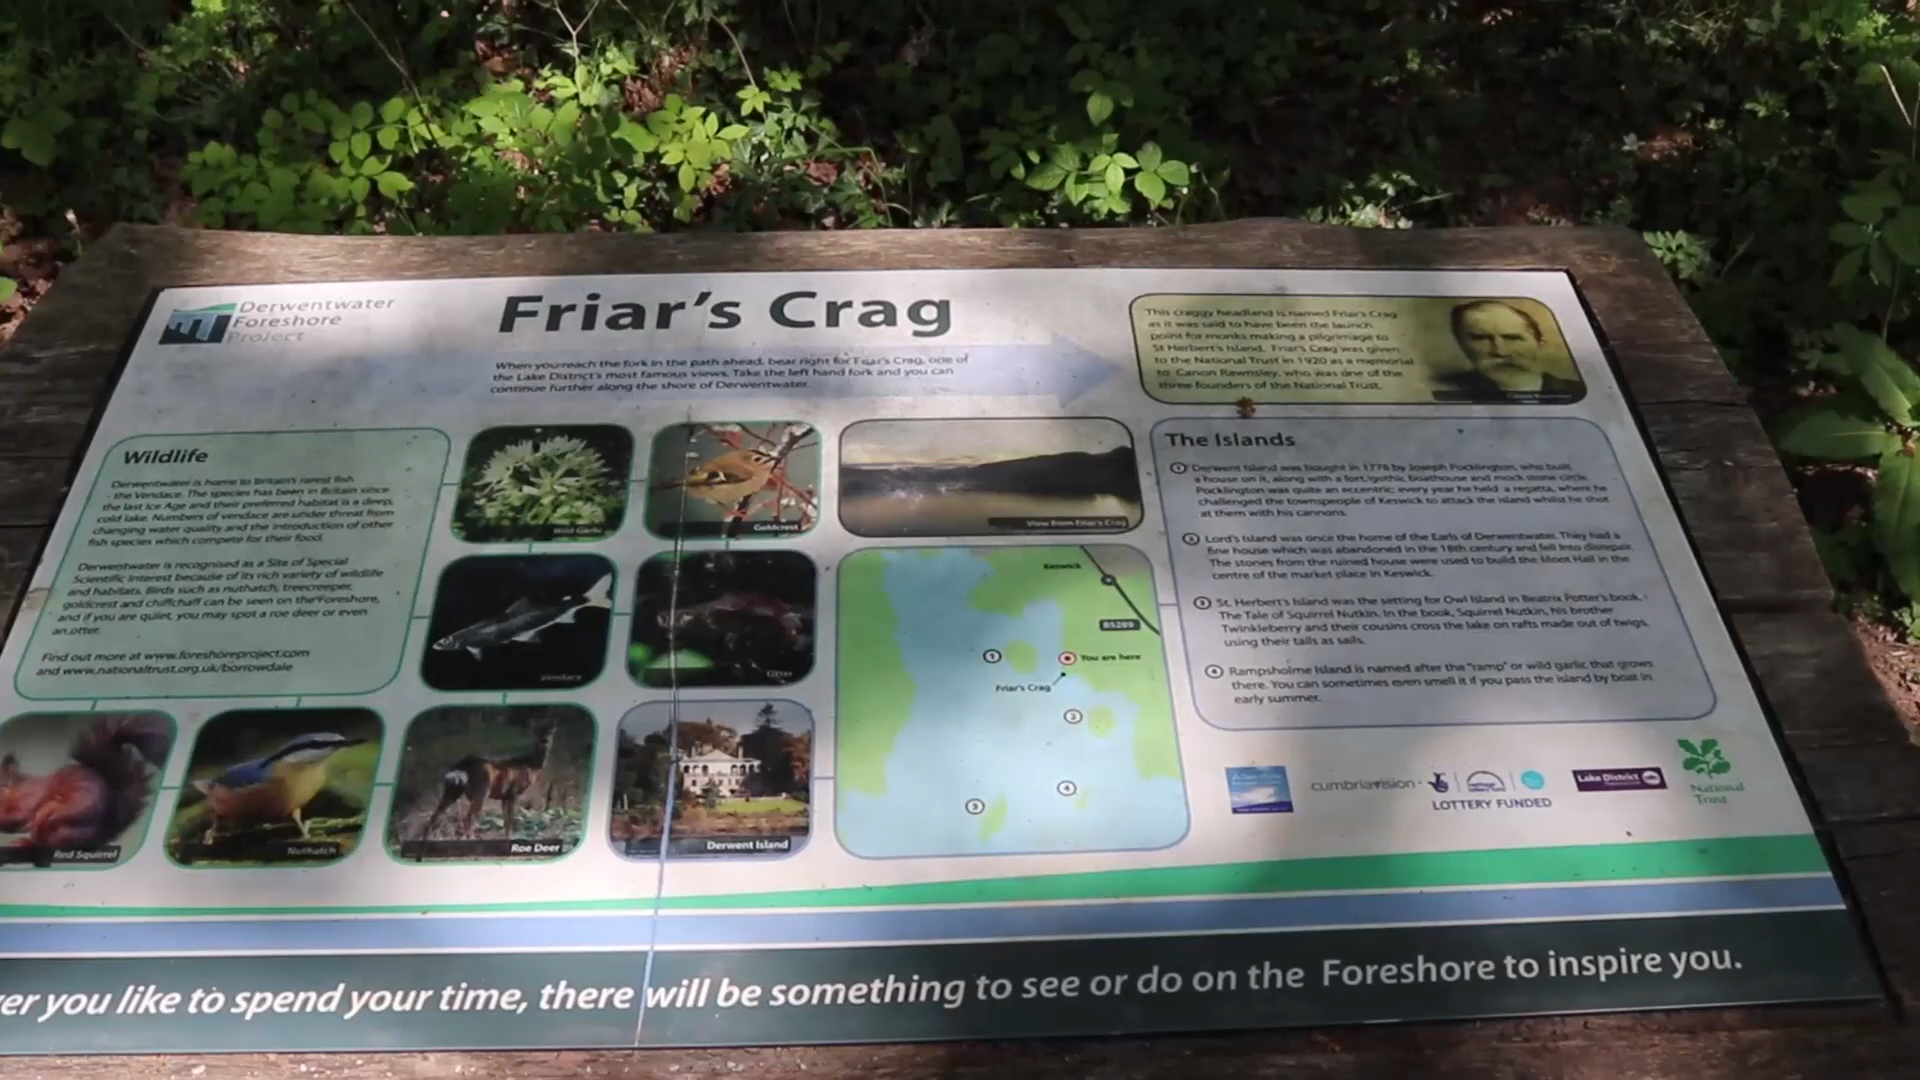 Derwentwater
Foreshore
Project
Friar's Crag
When you reach the fork in the path ahead, bear right for Friar's Crag, one of
the Lake District's most famous views. Take the left hand fork and you can
continue further along the shore of Derwentwater.
This craggy headland is named Friar's Crag
as it was said to have been the launch
point for monks making a pilgrimage to
St Herbert's Island. Friar's Crag was given
to the National Trust in 1920 as a memorial
to Canon Rawnsley, who was one of the
three founders of the National Trust.
Canon Rawnsley
Wildlife
Derwentwater is home to Britain's rarest fish
- the Vendace. The species has been in Britain since
the last Ice Age and their preferred habitat is a deep,
cold lake. Numbers of vendace are under threat from
changing water quality and the introduction of other
fish species which compete for their food.
Derwentwater is recognised as a Site of Special
Scientific Interest because of its rich variety of wildlife
and habitats. Birds such as nuthatch, treecreeper,
goldcrest and chiffchaff can be seen on the Foreshore,
and if you are quiet, you may spot a roe deer or even
an otter.
Find out more at www.foreshoreproject.com
and www.nationaltrust.org.uk/borrowdale
Wild Garlic
Goldcrest
View from Friar's Crag
Vendace
Otter
Red Squirrel
Nuthatch
Roe Deer
Derwent Island
Keswick
B5289
1
You are here
Friar's Crag
2
4
3
The Islands
1 Derwent Island was bought in 1778 by Joseph Pocklington, who built
a house on it, along with a fort, gothic boathouse and mock stone circle.
Pocklington was quite an eccentric; every year he held a regatta, where he
challenged the townspeople of Keswick to attack the island whilst he shot
at them with his cannons.
2 Lord's Island was once the home of the Earls of Derwentwater. They had a
fine house which was abandoned in the 18th century and fell into disrepair.
The stones from the ruined house were used to build the Moot Hall in the
centre of the market place in Keswick.
3 St. Herbert's Island was the setting for Owl Island in Beatrix Potter's book,
The Tale of Squirrel Nutkin. In the book, Squirrel Nutkin, his brother
Twinkleberry and their cousins cross the lake on rafts made out of twigs,
using their tails as sails.
4 Rampsholme Island is named after the "ramp" or wild garlic that grows
there. You can sometimes even smell it if you pass the island by boat in
early summer.
cumbriavision
LOTTERY FUNDED
Lake District
National
Trust
er you like to spend your time, there will be something to see or do on the Foreshore to inspire you.